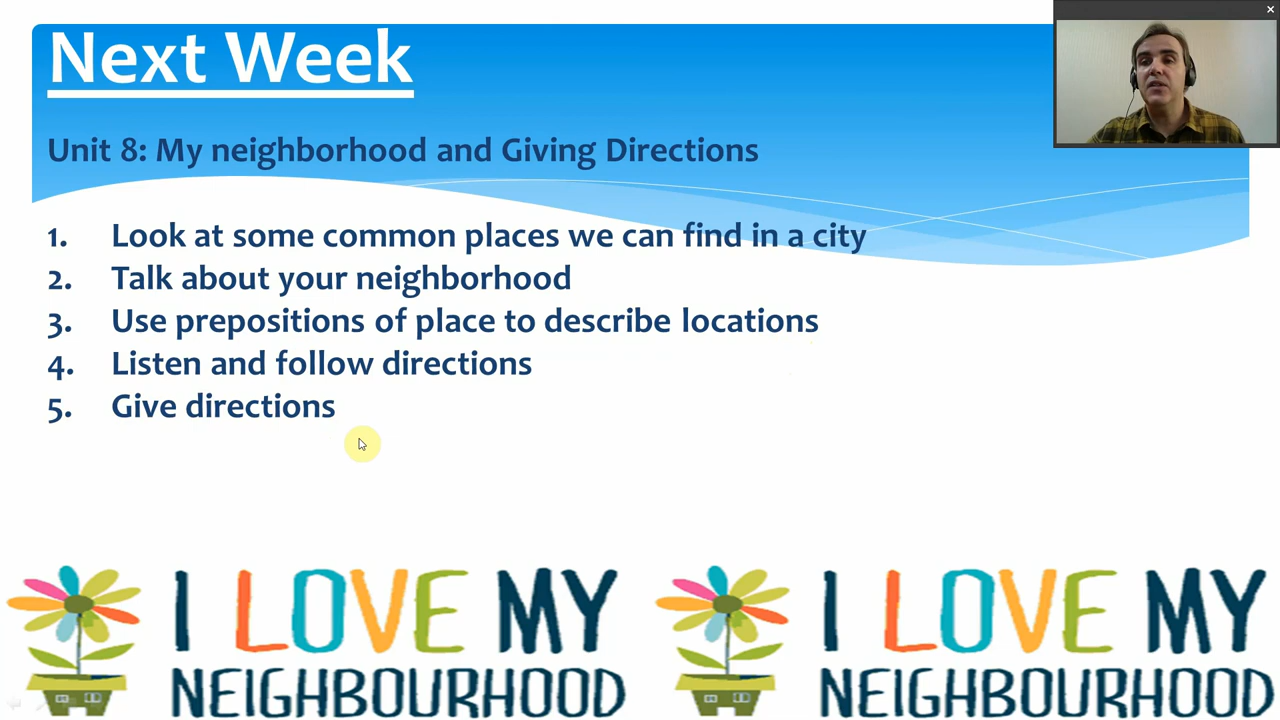 Next Week
Unit 8: My neighborhood and Giving Directions
1. Look at some common places we can find in a city
2. Talk about your neighborhood
3. Use prepositions of place to describe locations
4. Listen and follow directions
5. Give directions
I LOVE MY
NEIGHBOURHOOD
I LOVE MY
NEIGHBOURHOOD